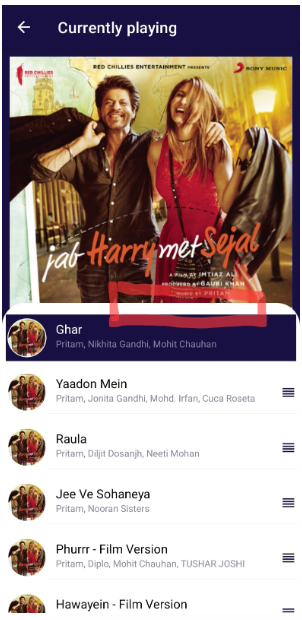 Currently playing
RED CHILLIES ENTERTAINMENT PRESENTS
RED CHILLIES
SONY MUSIC
jab Harry met Sejal
A FILM BY IMTIAZ ALI
PRODUCED BY GAURI KHAN
MUSIC BY PRITAM
Ghar
Pritam, Nikhita Gandhi, Mohit Chauhan
Yaadon Mein
Pritam, Jonita Gandhi, Mohd. Irfan, Cuca Roseta
Raula
Pritam, Diljit Dosanjh, Neeti Mohan
Jee Ve Sohaneya
Pritam, Nooran Sisters
Phurrr - Film Version
Pritam, Diplo, Mohit Chauhan, TUSHAR JOSHI
Hawayein - Film Version